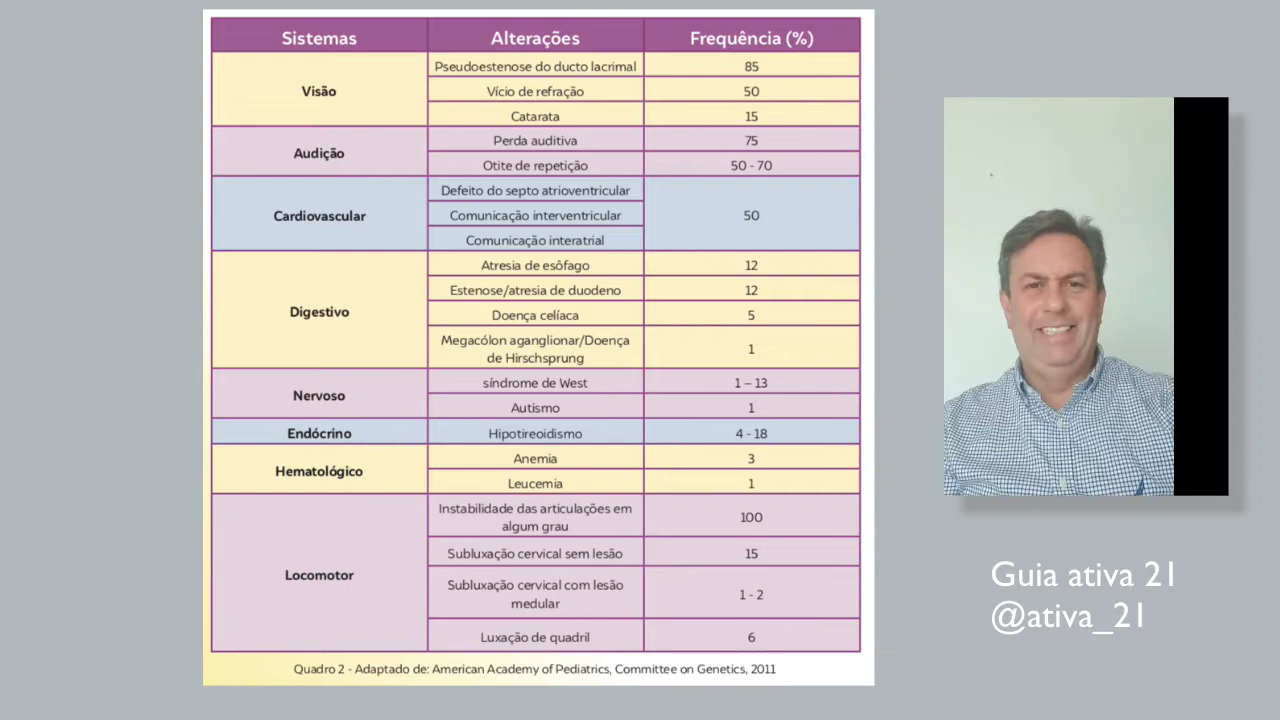 Sistemas Alterações Frequência (%)
Visão
Pseudoestenose do ducto lacrimal 85
Vício de refração 50
Catarata 15
Audição
Perda auditiva 75
Otite de repetição 50 - 70
Cardiovascular
Defeito do septo atrioventricular
Comunicação interventricular 50
Comunicação interatrial
Digestivo
Atresia de esôfago 12
Estenose/atresia de duodeno 12
Doença celíaca 5
Megacólon aganglionar/Doença
de Hirschsprung 1
Nervoso
síndrome de West 1 – 13
Autismo 1
Endócrino Hipotireoidismo 4 - 18
Hematológico
Anemia 3
Leucemia 1
Locomotor
Instabilidade das articulações em
algum grau 100
Subluxação cervical sem lesão 15
Subluxação cervical com lesão
medular 1 - 2
Luxação de quadril 6
Quadro 2 - Adaptado de: American Academy of Pediatrics, Committee on Genetics, 2011
Guia ativa 21
@ativa_21